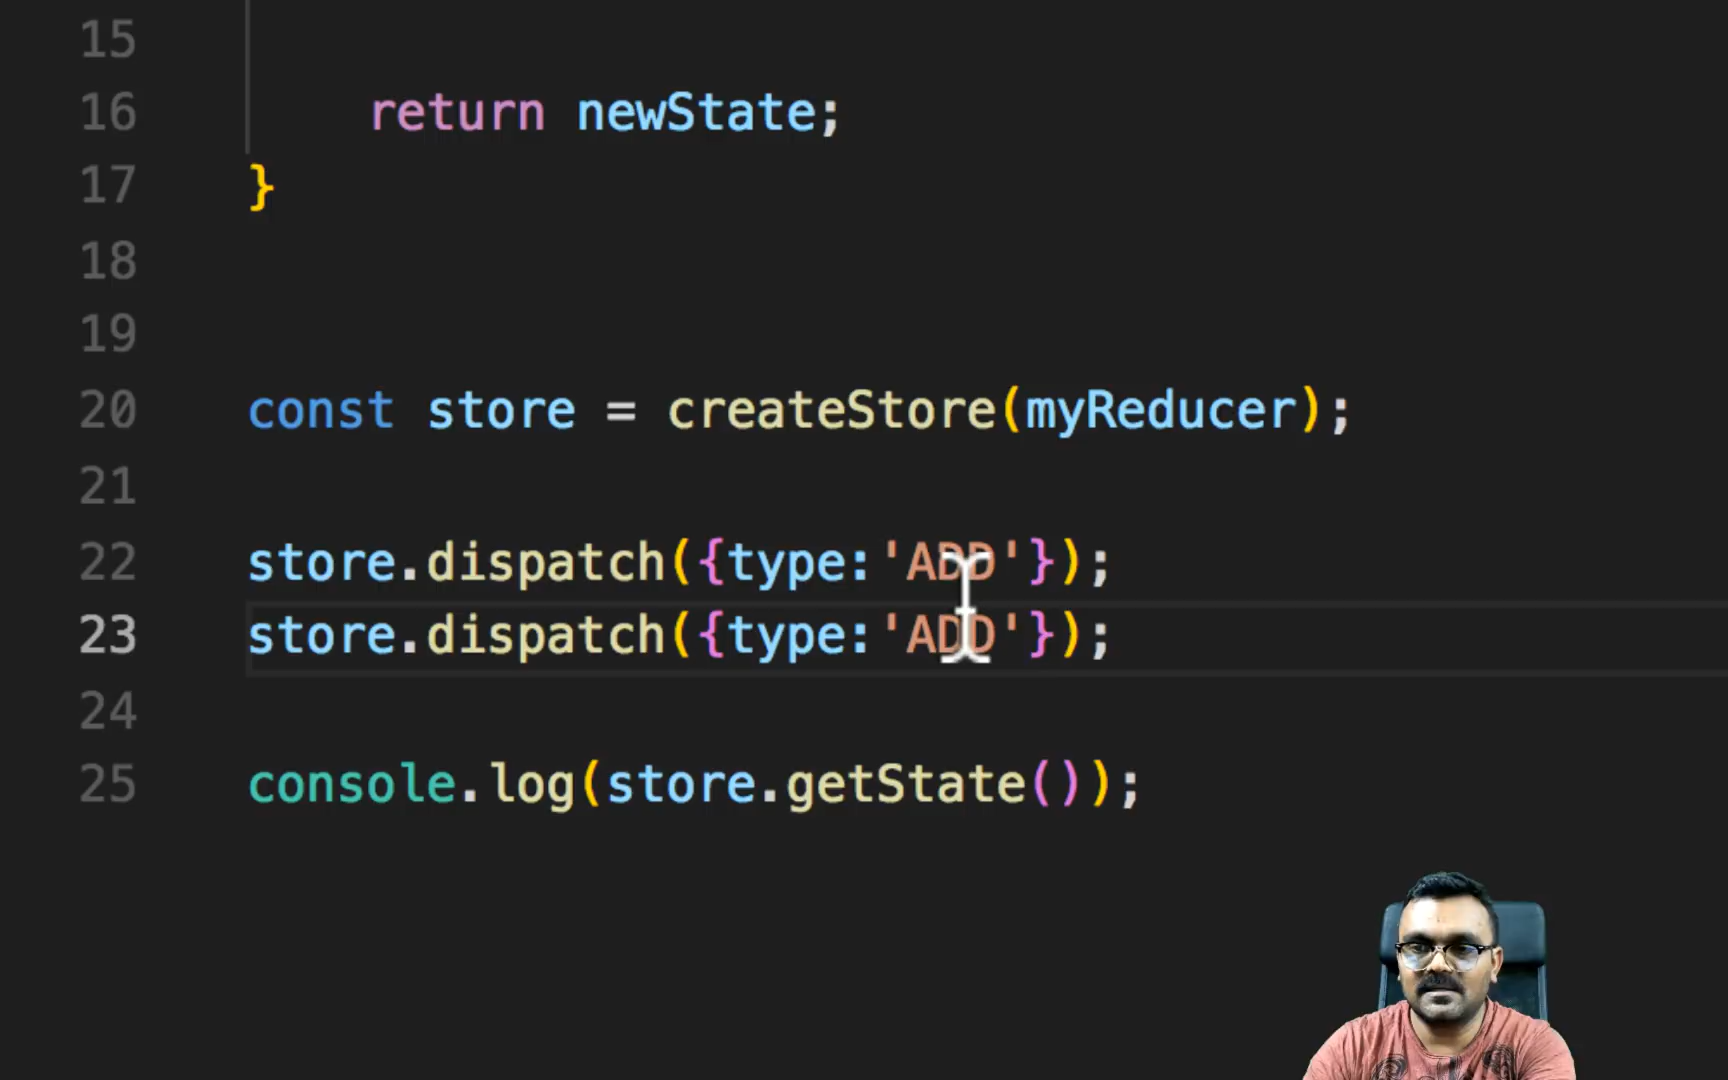 15
16 return newState;
17 }
18
19
20 const store = createStore(myReducer);
21
22 store.dispatch({type:'ADD'});
23 store.dispatch({type:'ADD'});
24
25 console.log(store.getState());